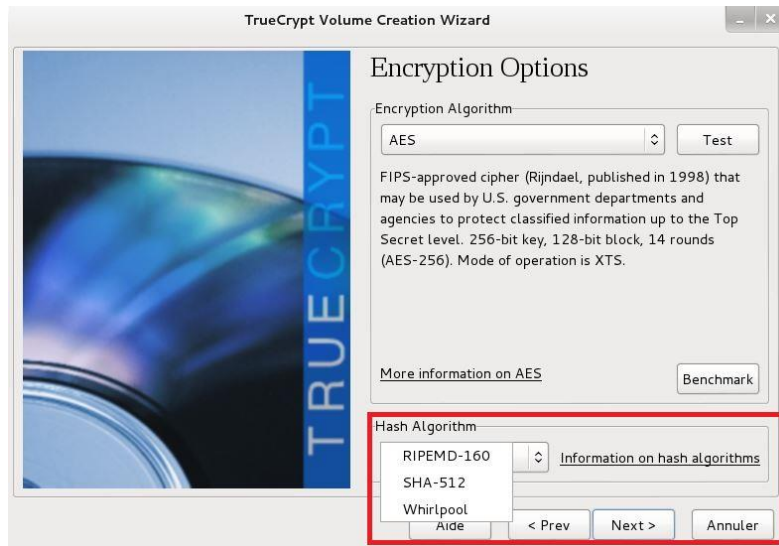 TrueCrypt Volume Creation Wizard
TRUECRYPT
Encryption Options
Encryption Algorithm
AES
Test
FIPS-approved cipher (Rijndael, published in 1998) that
may be used by U.S. government departments and
agencies to protect classified information up to the Top
Secret level. 256-bit key, 128-bit block, 14 rounds
(AES-256). Mode of operation is XTS.
More information on AES
Benchmark
Hash Algorithm
RIPEMD-160
Information on hash algorithms
SHA-512
Whirlpool
Aide
< Prev
Next >
Annuler